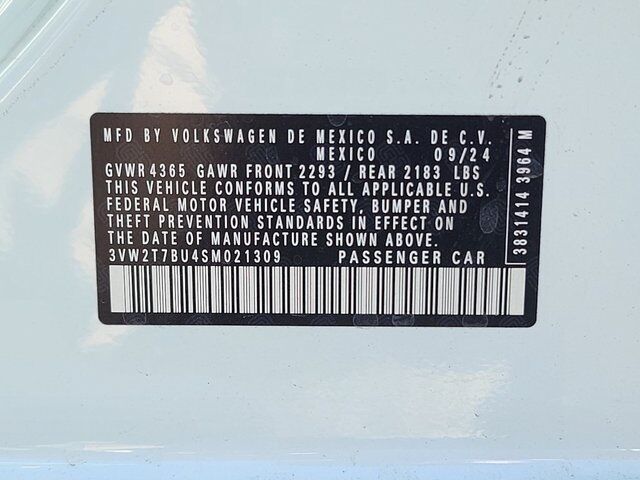 MFD BY VOLKSWAGEN DE MEXICO S.A. DE C.V.
MEXICO 09/24
GVWR 4365 GAWR FRONT 2293 / REAR 2183 LBS
THIS VEHICLE CONFORMS TO ALL APPLICABLE U.S.
FEDERAL MOTOR VEHICLE SAFETY, BUMPER AND
THEFT PREVENTION STANDARDS IN EFFECT ON
THE DATE OF MANUFACTURE SHOWN ABOVE.
3VW2T7BU4SM021309 PASSENGER CAR
3831414 3964 M